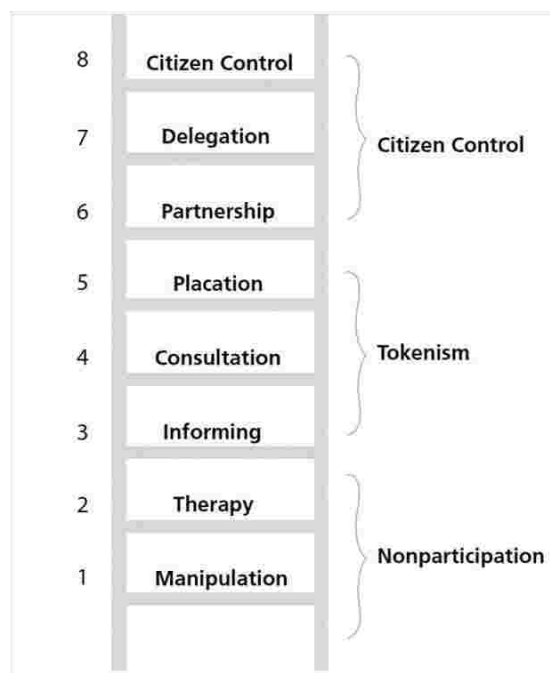 8 Citizen Control
7 Delegation
Citizen Control
6 Partnership
5 Placation
4 Consultation
Tokenism
3 Informing
2 Therapy
Nonparticipation
1 Manipulation